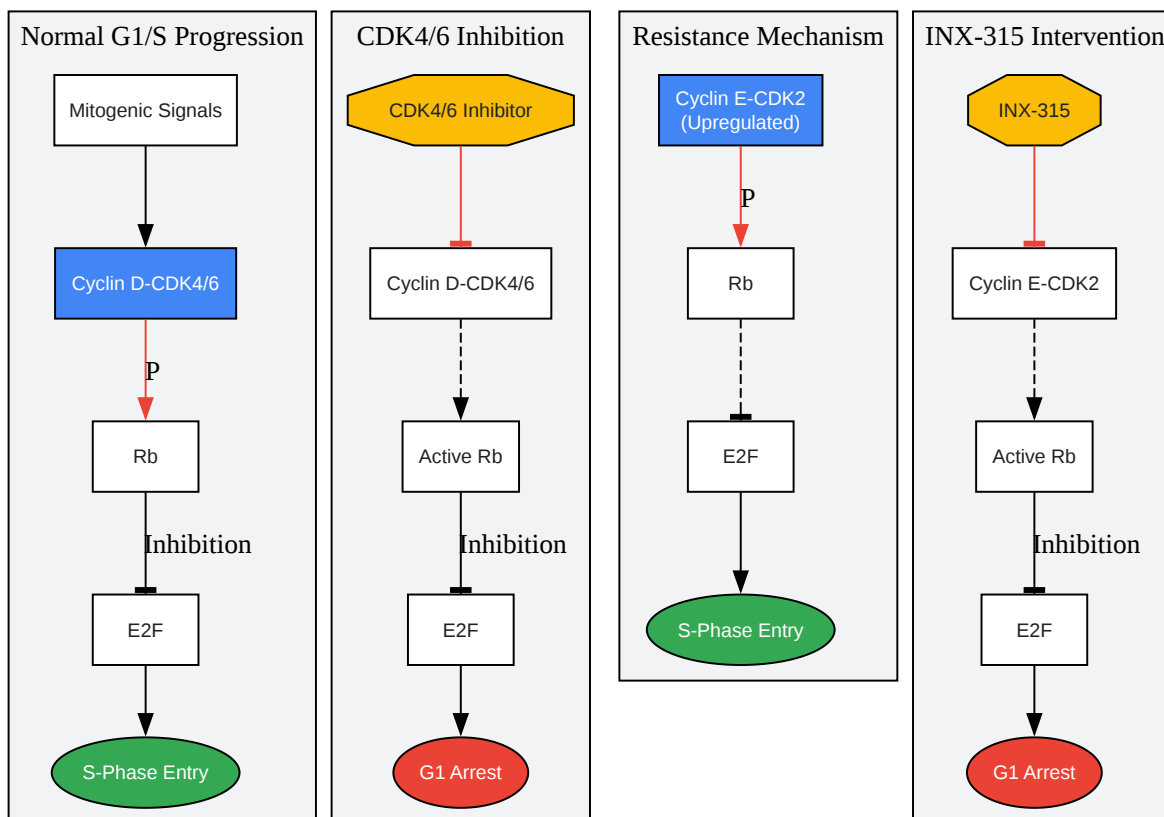 Normal G1/S Progression
Mitogenic Signals
Cyclin D-CDK4/6
P
Rb
Inhibition
E2F
S-Phase Entry
CDK4/6 Inhibition
CDK4/6 Inhibitor
Cyclin D-CDK4/6
Active Rb
Inhibition
E2F
G1 Arrest
Resistance Mechanism
Cyclin E-CDK2
(Upregulated)
P
Rb
E2F
S-Phase Entry
INX-315 Intervention
INX-315
Cyclin E-CDK2
Active Rb
Inhibition
E2F
G1 Arrest